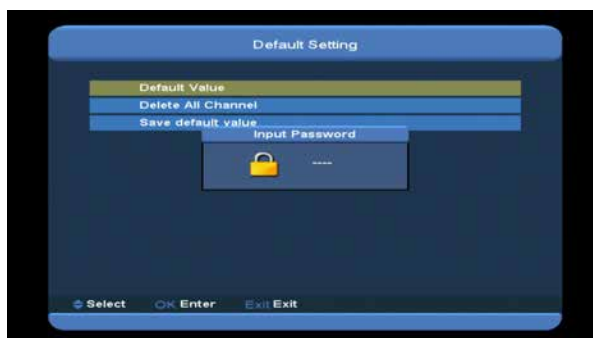 Default Setting
Default Value
Delete All Channel
Save default value
Input Password
----
Select OK Enter Exit Exit